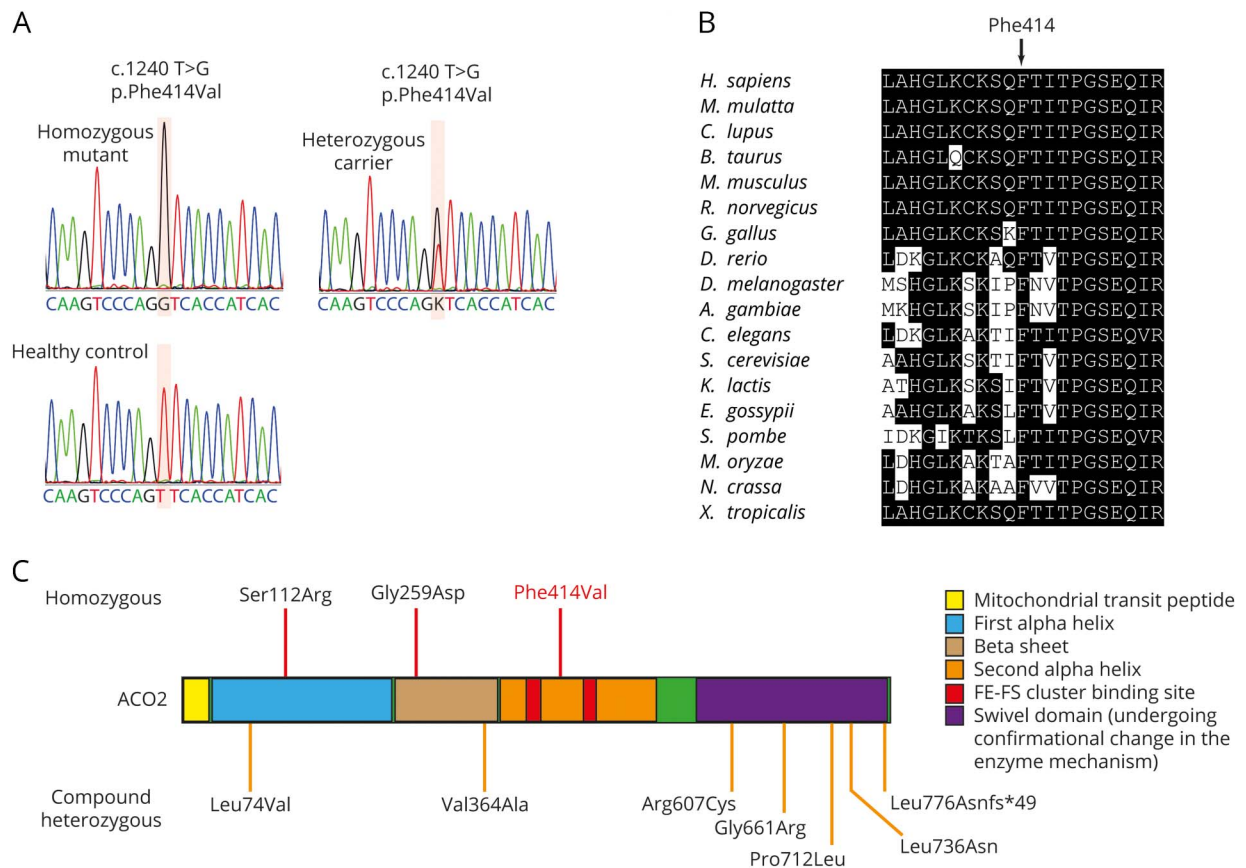 A
c.1240 T>G
p.Phe414Val
Homozygous
mutant
CAAGTCCCAGGTCACCATCAC
c.1240 T>G
p.Phe414Val
Heterozygous
carrier
CAAGTCCCAGKTCACCATCAC
Healthy control
CAAGTCCCAGTTCACCATCAC
B
Phe414
H. sapiens LAHGLKCKSQFTITPGSEQIR
M. mulatta LAHGLKCKSQFTITPGSEQIR
C. lupus LAHGLKCKSQFTITPGSEQIR
B. taurus LAHGLQCKSQFTITPGSEQIR
M. musculus LAHGLKCKSQFTITPGSEQIR
R. norvegicus LAHGLKCKSQFTITPGSEQIR
G. gallus LAHGLKCKSKFTITPGSEQIR
D. rerio LDKGLKCKAQFTVTPGSEQIR
D. melanogaster MSHGLKSKIPFNVTPGSEQIR
A. gambiae MKHGLKSKIPFNVTPGSEQIR
C. elegans LDKGLKAKTIFTITPGSEQVR
S. cerevisiae AAHGLKSKTIFTVTPGSEQIR
K. lactis ATHGLKSKSIFTVTPGSEQIR
E. gossypii AAHGLKAKSLFTVTPGSEQIR
S. pombe IDKGIKTKSLFTITPGSEQVR
M. oryzae LDHGLKAKTAFTITPGSEQIR
N. crassa LDHGLKAKAAFVVTPGSEQIR
X. tropicalis LAHGLKCKSQFTITPGSEQIR
C
Homozygous
Ser112Arg
Gly259Asp
Phe414Val
ACO2
Compound
heterozygous
Leu74Val
Val364Ala
Arg607Cys
Gly661Arg
Pro712Leu
Leu736Asn
Leu776Asnfs*49
Mitochondrial transit peptide
First alpha helix
Beta sheet
Second alpha helix
FE-FS cluster binding site
Swivel domain (undergoing
confirmational change in the
enzyme mechanism)